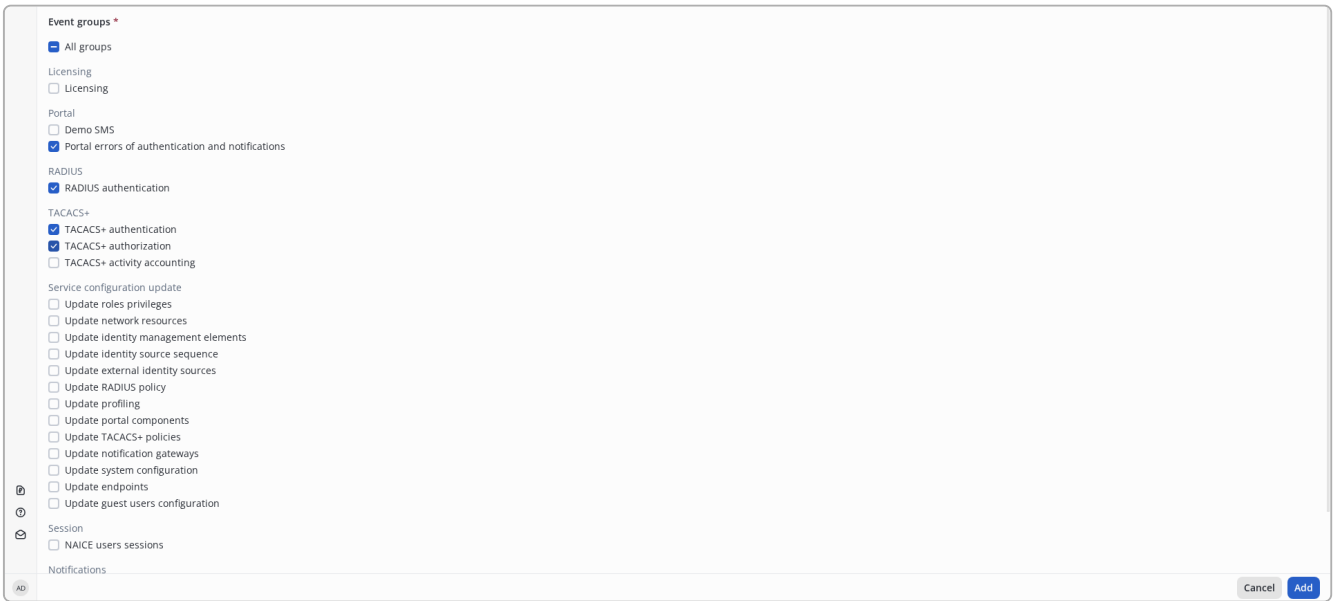 Event groups *
All groups
Licensing
Licensing
Portal
Demo SMS
Portal errors of authentication and notifications
RADIUS
RADIUS authentication
TACACS+
TACACS+ authentication
TACACS+ authorization
TACACS+ activity accounting
Service configuration update
Update roles privileges
Update network resources
Update identity management elements
Update identity source sequence
Update external identity sources
Update RADIUS policy
Update profiling
Update portal components
Update TACACS+ policies
Update notification gateways
Update system configuration
Update endpoints
Update guest users configuration
Session
NAICE users sessions
Notifications
AD
Cancel Add